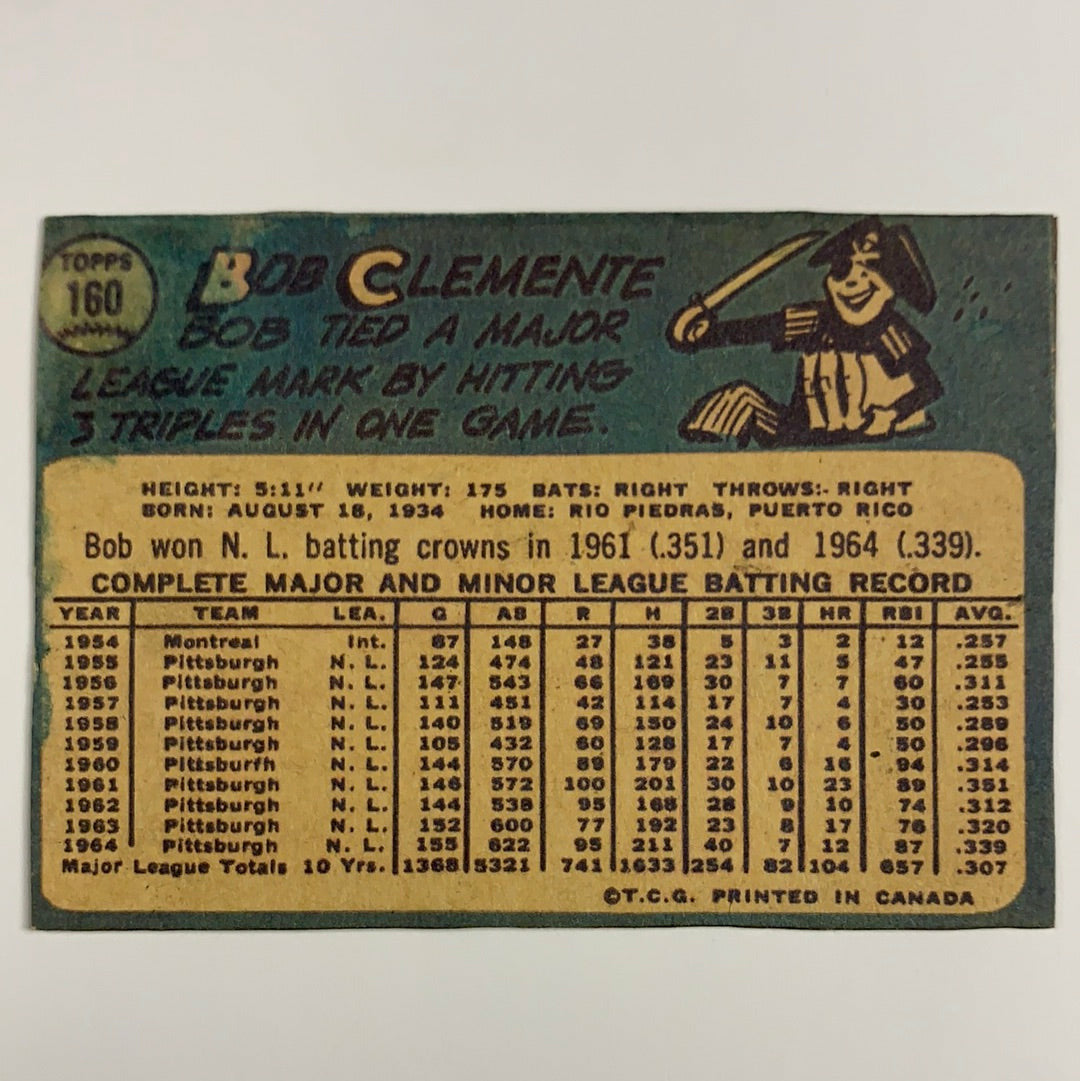 TOPPS
160
BOB CLEMENTE
BOB TIED A MAJOR
LEAGUE MARK BY HITTING
3 TRIPLES IN ONE GAME.
P
HEIGHT: 5:11" WEIGHT: 175 BATS: RIGHT THROWS:- RIGHT
BORN: AUGUST 18, 1934 HOME: RIO PIEDRAS, PUERTO RICO
Bob won N. L. batting crowns in 1961 (.351) and 1964 (.339).
COMPLETE MAJOR AND MINOR LEAGUE BATTING RECORD
YEAR TEAM LEA. G AB R H 2B 3B HR RBI AVG.
1954 Montreal Int. 87 148 27 38 5 3 2 12 .257
1955 Pittsburgh N. L. 124 474 48 121 23 11 5 47 .255
1956 Pittsburgh N. L. 147 543 66 169 30 7 7 60 .311
1957 Pittsburgh N. L. 111 451 42 114 17 7 4 30 .253
1958 Pittsburgh N. L. 140 519 69 150 24 10 6 50 .289
1959 Pittsburgh N. L. 105 432 60 128 17 7 4 50 .296
1960 Pittsburfh N. L. 144 570 89 179 22 6 16 94 .314
1961 Pittsburgh N. L. 146 572 100 201 30 10 23 89 .351
1962 Pittsburgh N. L. 144 538 95 168 28 9 10 74 .312
1963 Pittsburgh N. L. 152 600 77 192 23 8 17 76 .320
1964 Pittsburgh N. L. 155 622 95 211 40 7 12 87 .339
Major League Totals 10 Yrs. 1368 5321 741 1633 254 82 104 657 .307
©T.C.G. PRINTED IN CANADA